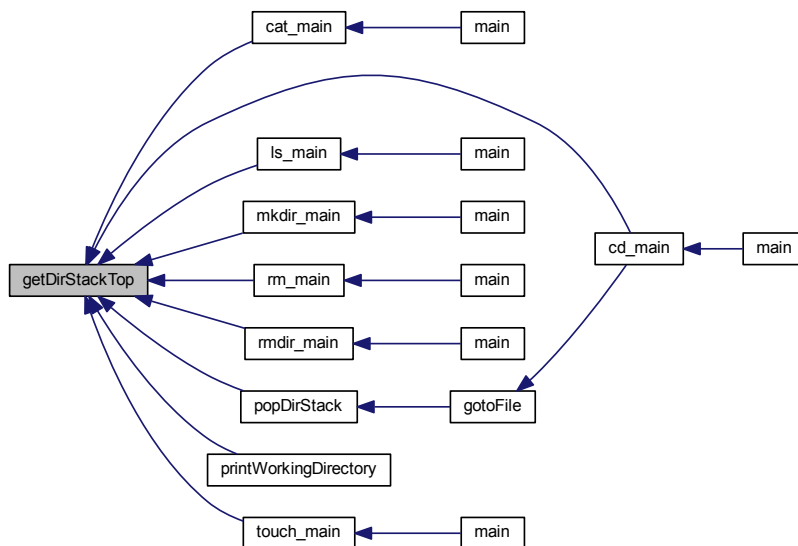 cat_main
main
ls_main
main
mkdir_main
main
cd_main
main
getDirStackTop
rm_main
main
rmdir_main
main
popDirStack
gotoFile
printWorkingDirectory
touch_main
main